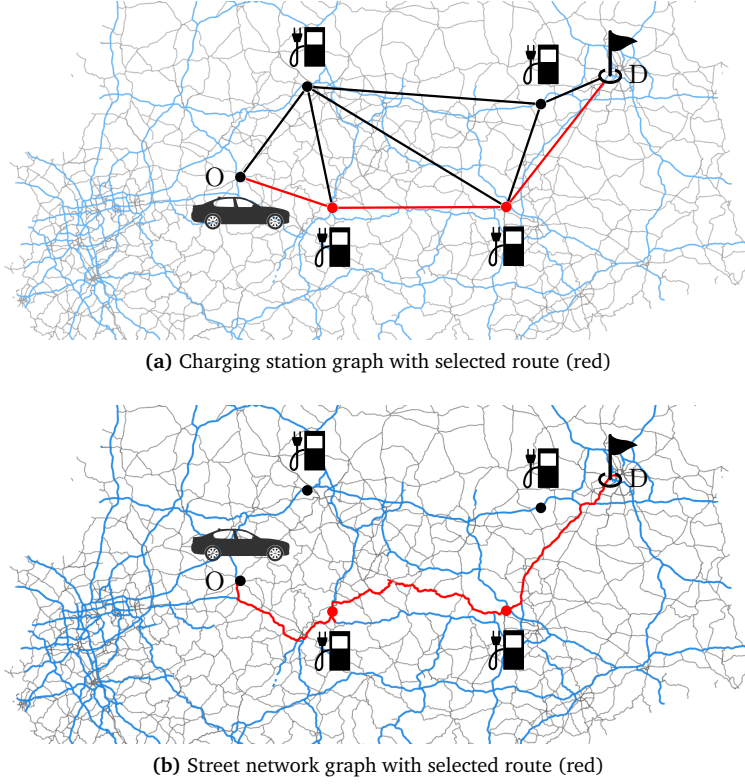 D
O
(a) Charging station graph with selected route (red)
D
O
(b) Street network graph with selected route (red)